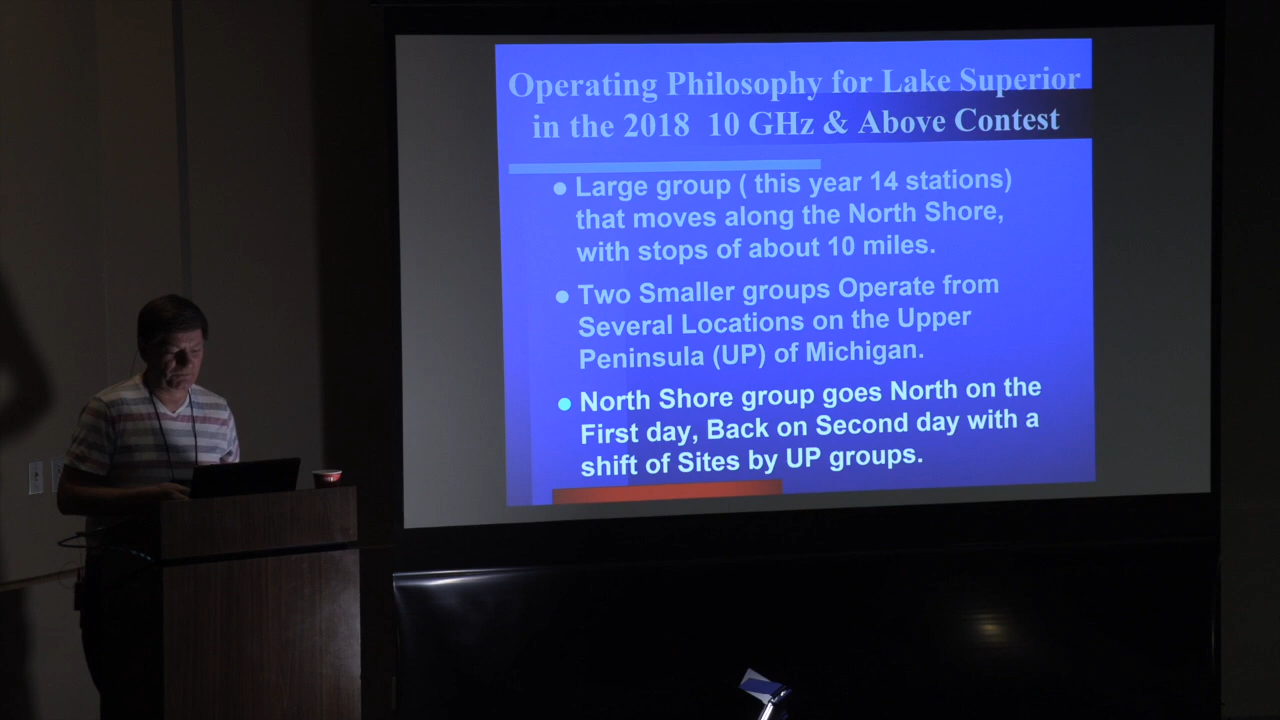 Operating Philosophy for Lake Superior
in the 2018 10 GHz & Above Contest
● Large group ( this year 14 stations)
that moves along the North Shore,
with stops of about 10 miles.
● Two Smaller groups Operate from
Several Locations on the Upper
Peninsula (UP) of Michigan.
● North Shore group goes North on the
First day, Back on Second day with a
shift of Sites by UP groups.